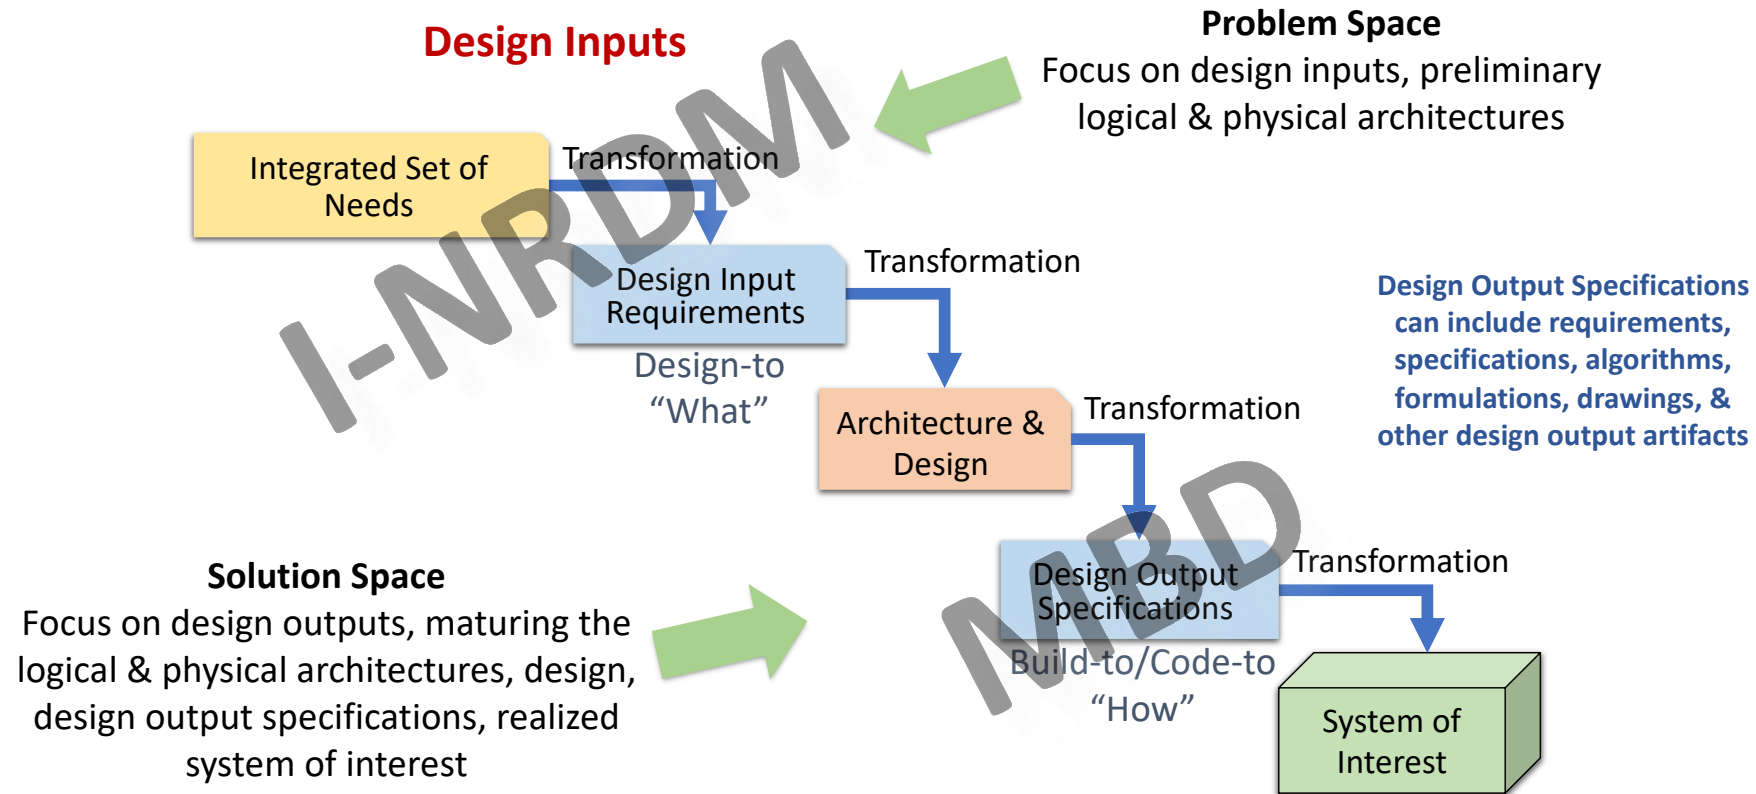 Design Inputs
Problem Space
Focus on design inputs, preliminary
logical & physical architectures
Integrated Set of
Needs
Transformation
I-NRDM
Design Input
Requirements
Transformation
Design-to
“What”
Design Output Specifications
can include requirements,
specifications, algorithms,
formulations, drawings, &
other design output artifacts
Architecture &
Design
Transformation
MBD
Design Output
Specifications
Transformation
Build-to/Code-to
“How”
Solution Space
Focus on design outputs, maturing the
logical & physical architectures, design,
design output specifications, realized
system of interest
System of
Interest